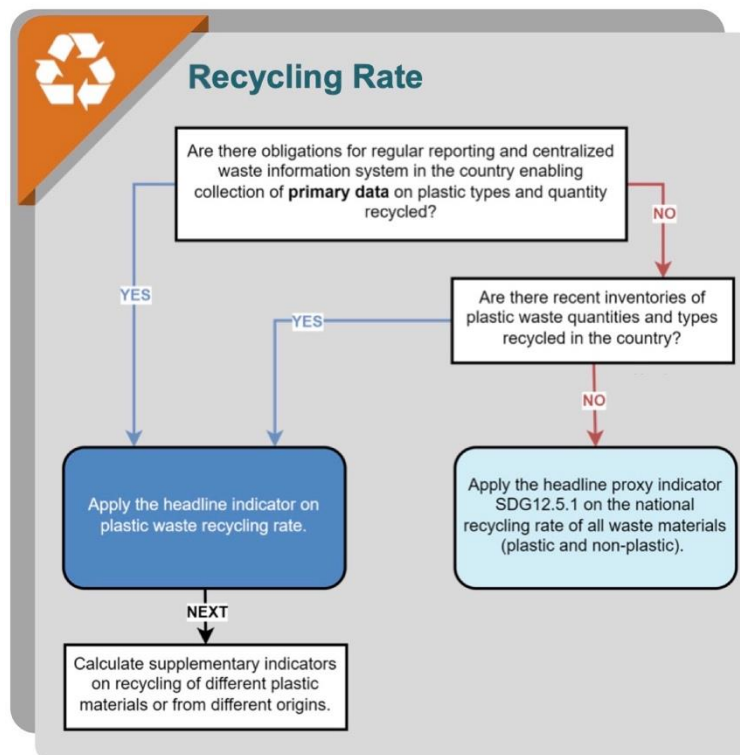 Recycling Rate
Are there obligations for regular reporting and centralized
waste information system in the country enabling
collection of primary data on plastic types and quantity
recycled?
NO
YES
Are there recent inventories of
plastic waste quantities and types
recycled in the country?
YES
NO
Apply the headline indicator on
plastic waste recycling rate.
Apply the headline proxy indicator
SDG12.5.1 on the national
recycling rate of all waste materials
(plastic and non-plastic).
NEXT
Calculate supplementary indicators
on recycling of different plastic
materials or from different origins.